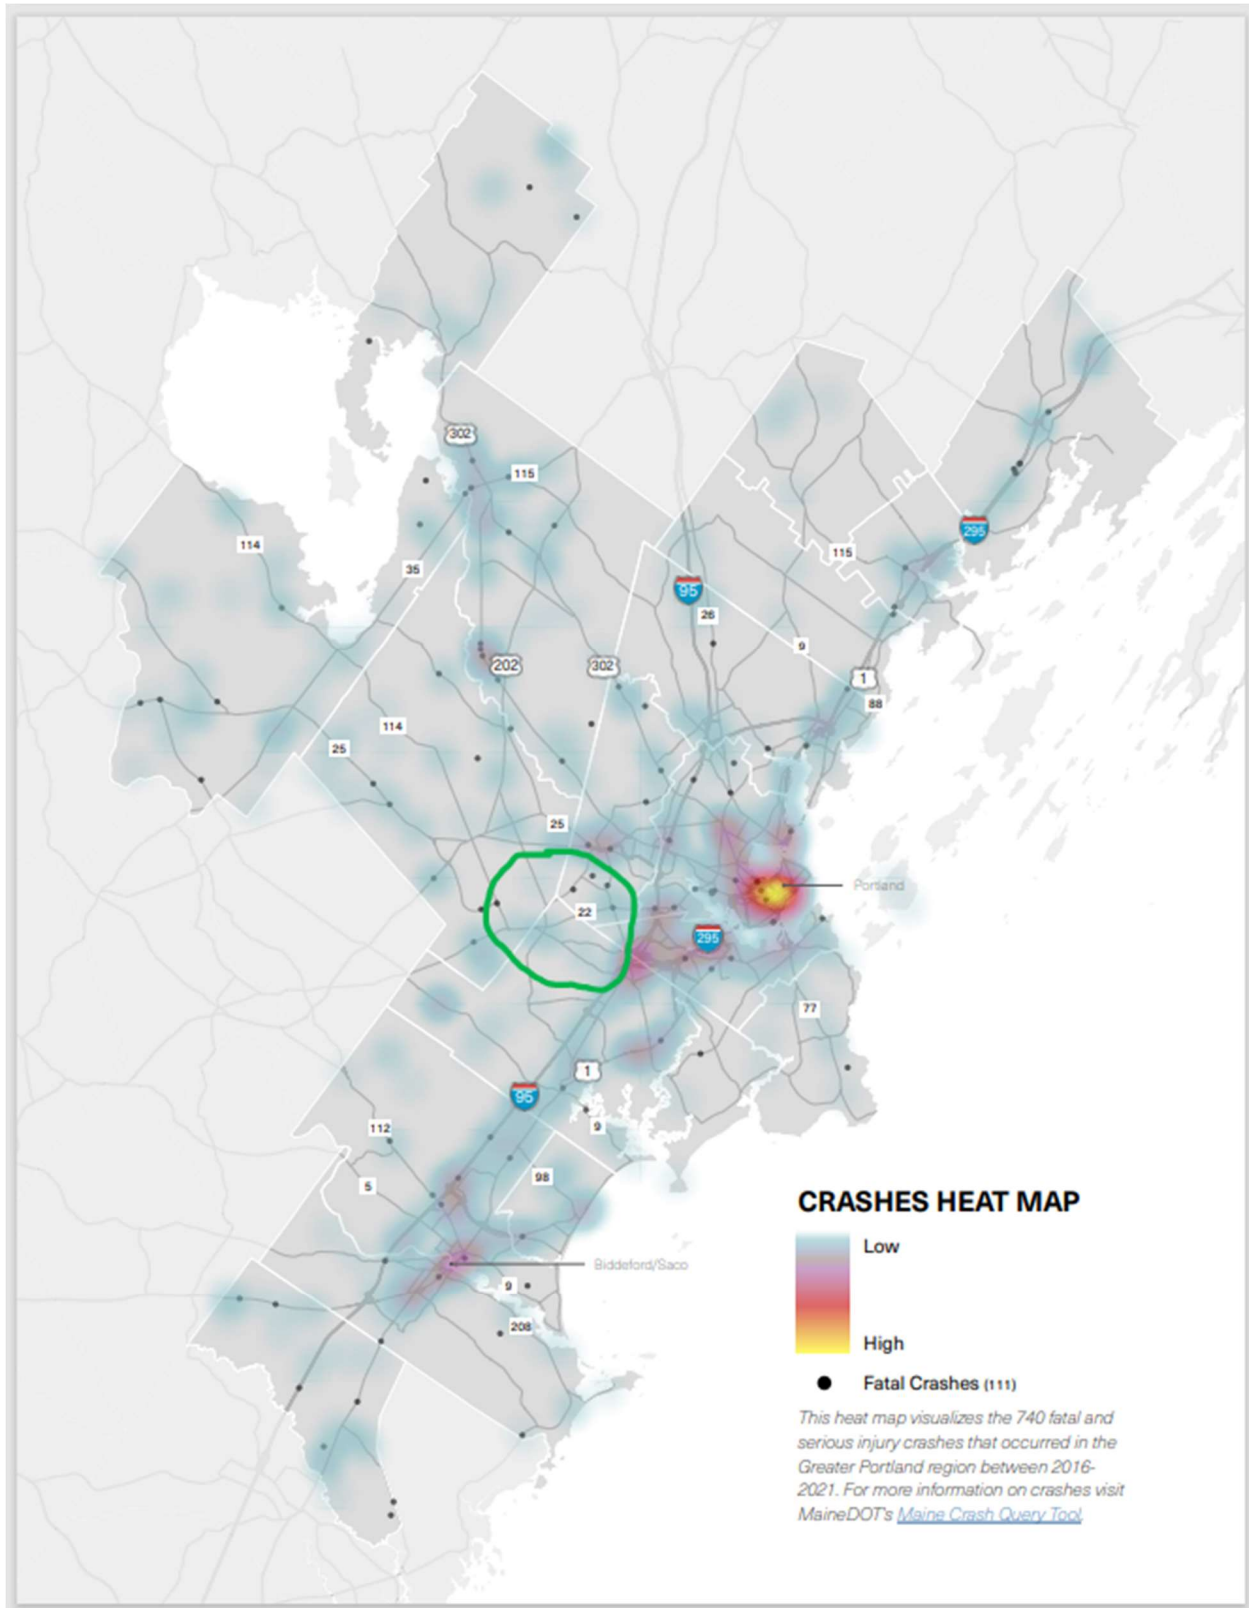 302
115
114
35
295
115
95
26
9
202
302
1
88
114
25
25
Portland
22
295
77
1
95
9
112
98
5
Biddeford/Saco
9
208
CRASHES HEAT MAP
Low
High
Fatal Crashes (111)
This heat map visualizes the 740 fatal and
serious injury crashes that occurred in the
Greater Portland region between 2016-
2021. For more information on crashes visit
MaineDOT's Maine Crash Query Tool.